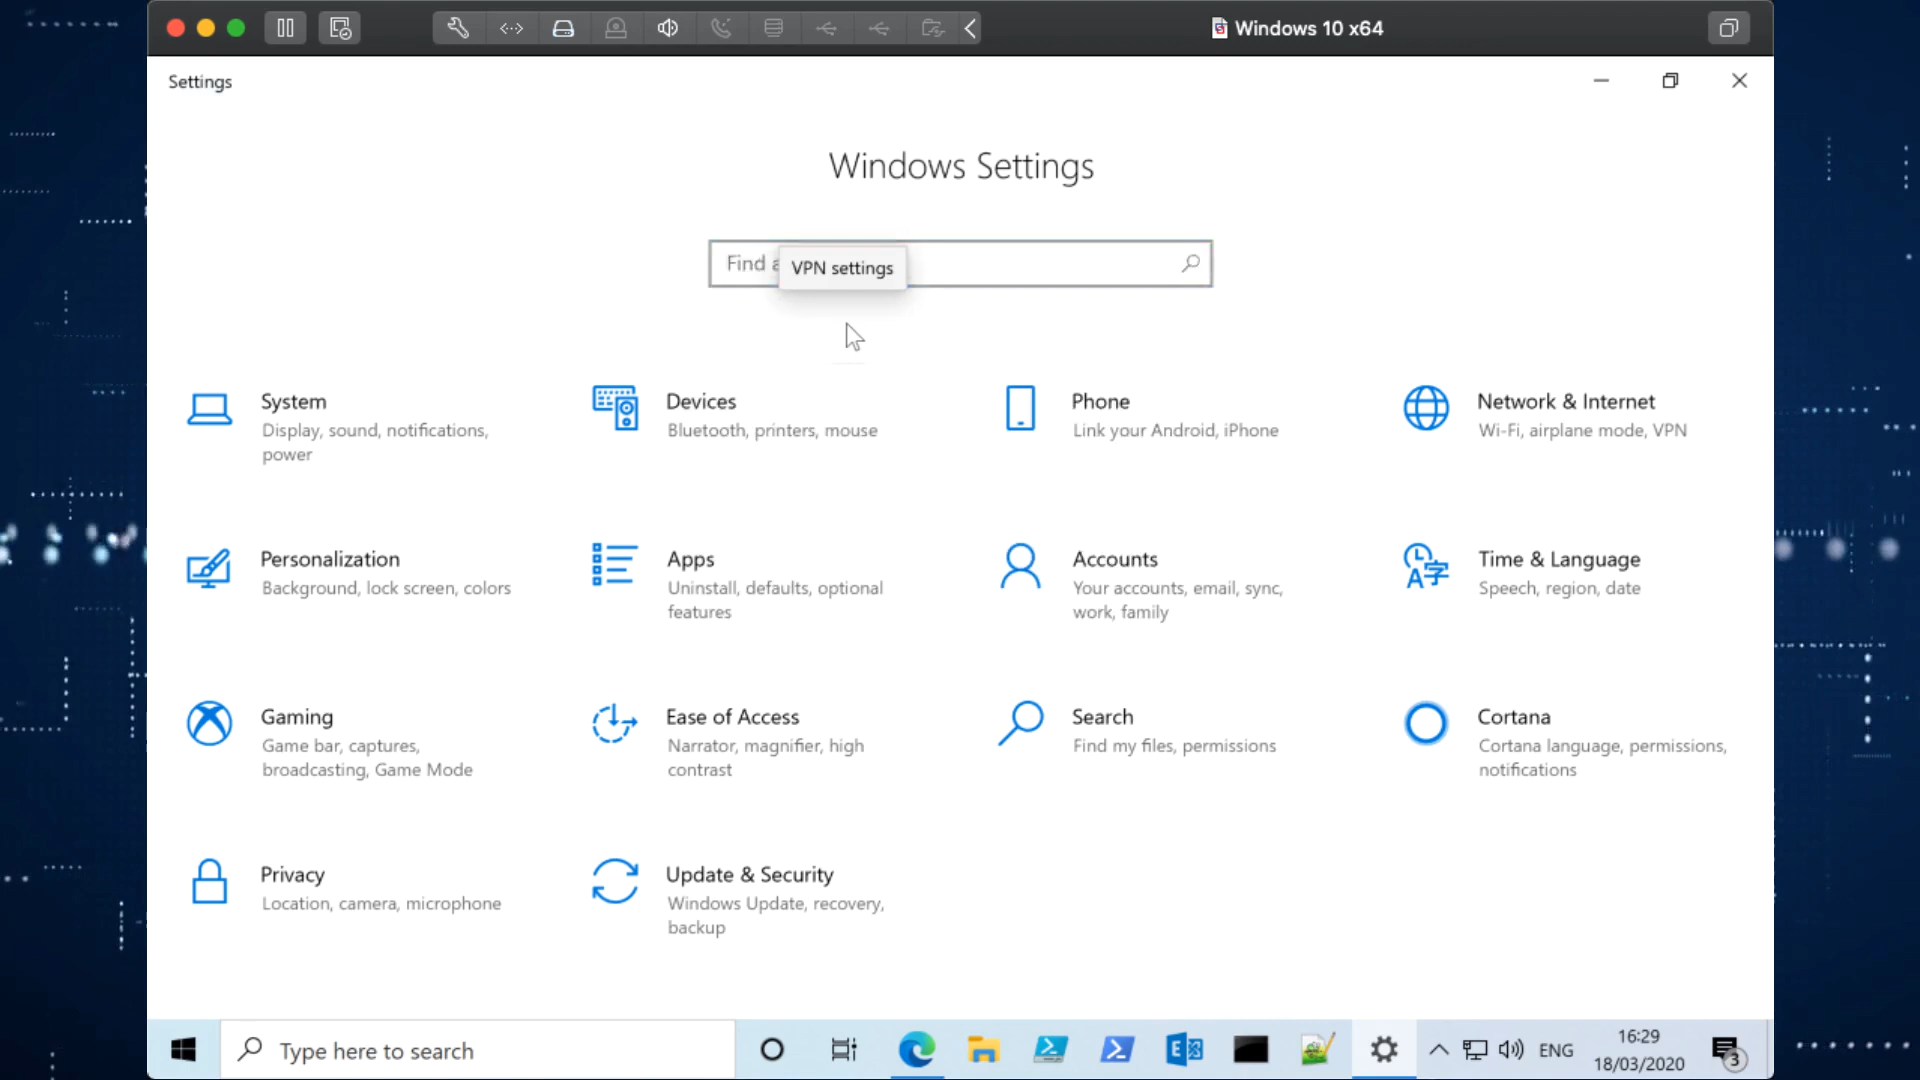 Windows 10 x64
Settings
Windows Settings
Find a
VPN settings
System
Display, sound, notifications,
power
Devices
Bluetooth, printers, mouse
Phone
Link your Android, iPhone
Network & Internet
Wi-Fi, airplane mode, VPN
Personalization
Background, lock screen, colors
Apps
Uninstall, defaults, optional
features
Accounts
Your accounts, email, sync,
work, family
Time & Language
Speech, region, date
Gaming
Game bar, captures,
broadcasting, Game Mode
Ease of Access
Narrator, magnifier, high
contrast
Search
Find my files, permissions
Cortana
Cortana language, permissions,
notifications
Privacy
Location, camera, microphone
Update & Security
Windows Update, recovery,
backup
Type here to search
ENG
16:29
18/03/2020
3